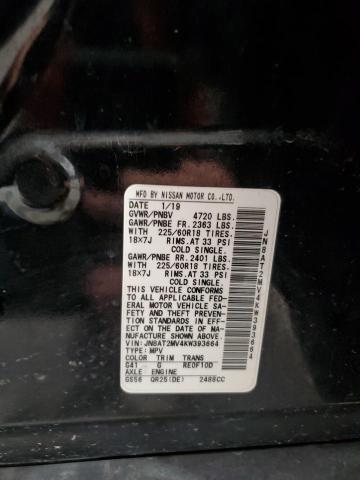 MFD BY NISSAN MOTOR CO.,LTD.
DATE 1/19
GVWR/PNBV 4720 LBS.
GAWR/PNBE FR. 2363 LBS.
WITH 225/60R18 TIRES.
18X7J RIMS.AT 33 PSI
COLD SINGLE.
GAWR/PNBE RR. 2401 LBS.
WITH 225/60R18 TIRES.
18X7J RIMS.AT 33 PSI
COLD SINGLE.
THIS VEHICLE CONFORMS
TO ALL APPLICABLE FED-
ERAL MOTOR VEHICLE SA-
FETY AND THEFT PREVEN-
TION STANDARDS IN EF-
FECT ON THE DATE OF MA-
NUFACTURE SHOWN ABOVE.
VIN:JN8AT2MV4KW393664
TYPE:MPV
COLOR TRIM TRANS
G41 G RE0F10D
AXLE ENGINE
GS56 QR25(DE) 2488CC
JN8AT2MV4KW393664